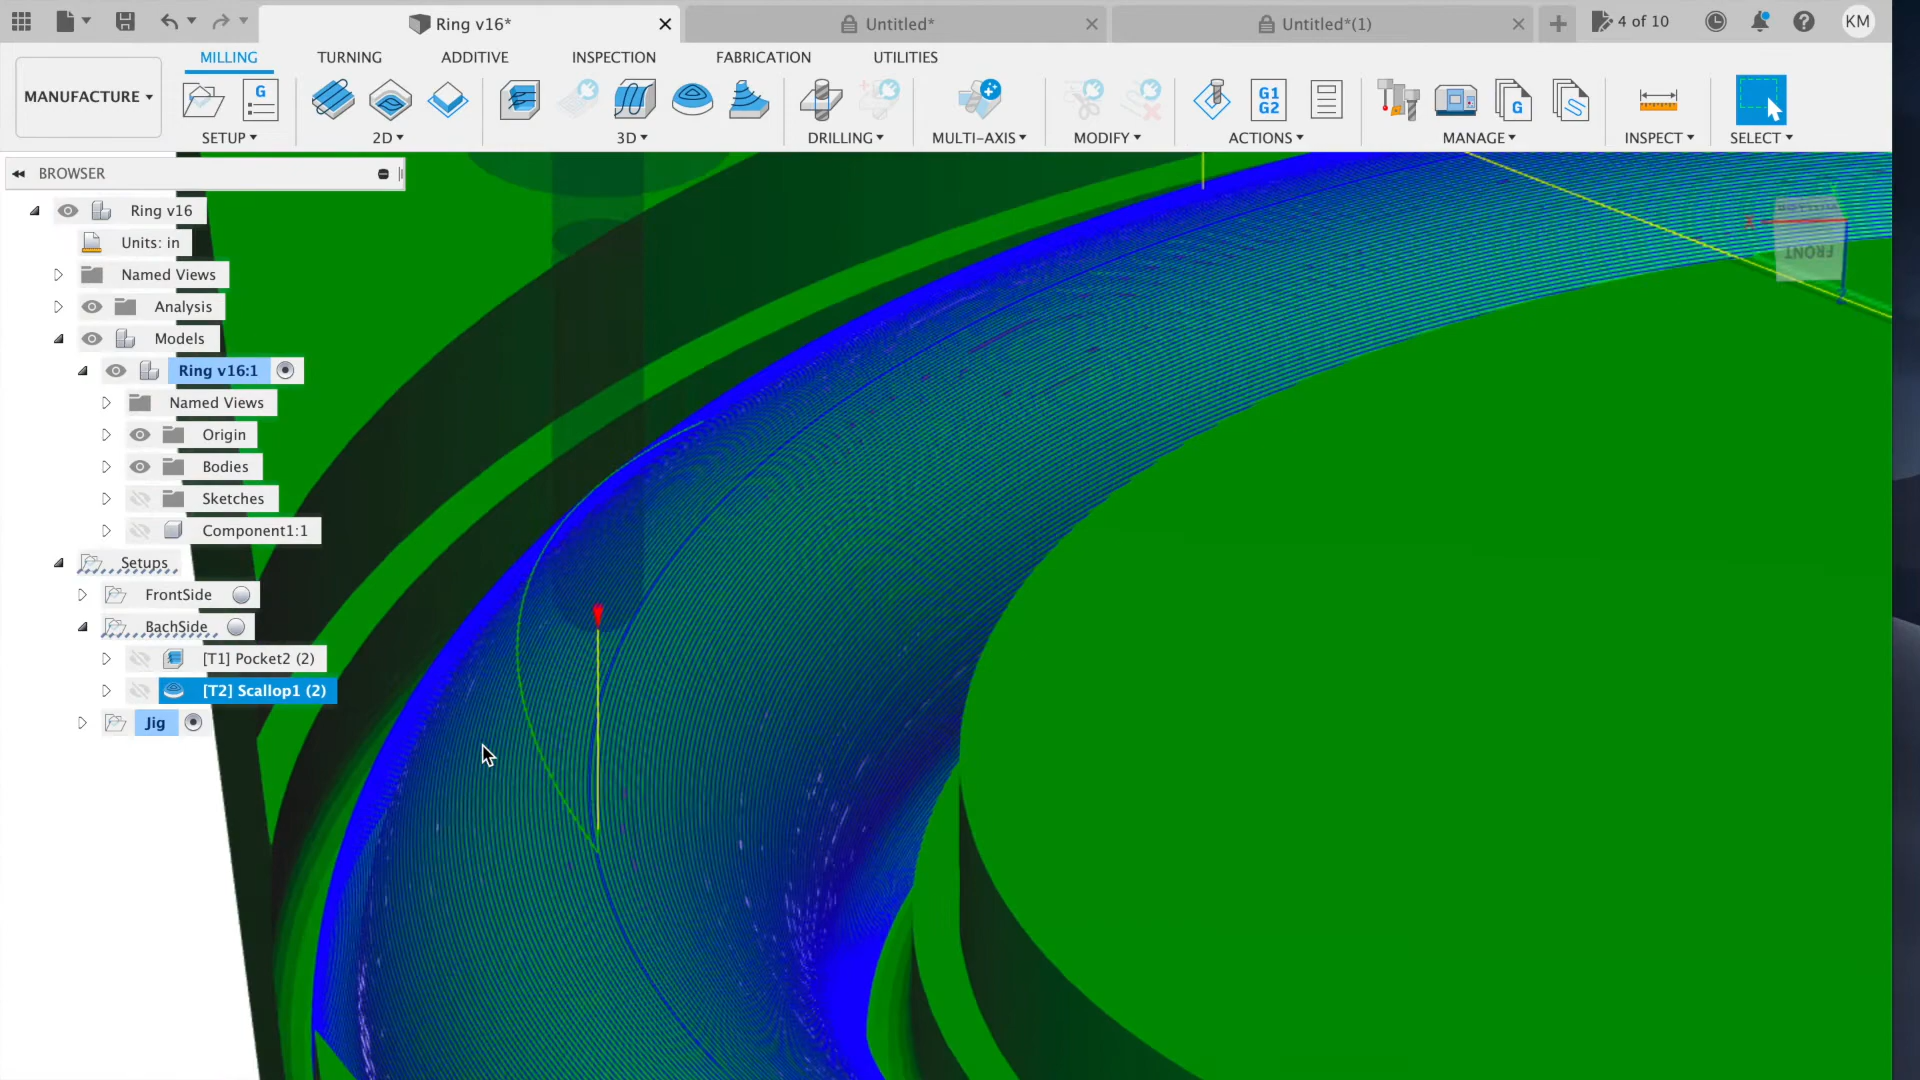 Ring v16*
Untitled*
Untitled*(1)
4 of 10
KM
MANUFACTURE
MILLING
TURNING
ADDITIVE
INSPECTION
FABRICATION
UTILITIES
G
G1
G2
G
SETUP
2D
3D
DRILLING
MULTI-AXIS
MODIFY
ACTIONS
MANAGE
INSPECT
SELECT
BROWSER
Ring v16
Units: in
Named Views
Analysis
Models
Ring v16:1
Named Views
Origin
Bodies
Sketches
Component1:1
Setups
FrontSide
BachSide
[T1] Pocket2 (2)
[T2] Scallop1 (2)
Jig
FRONT